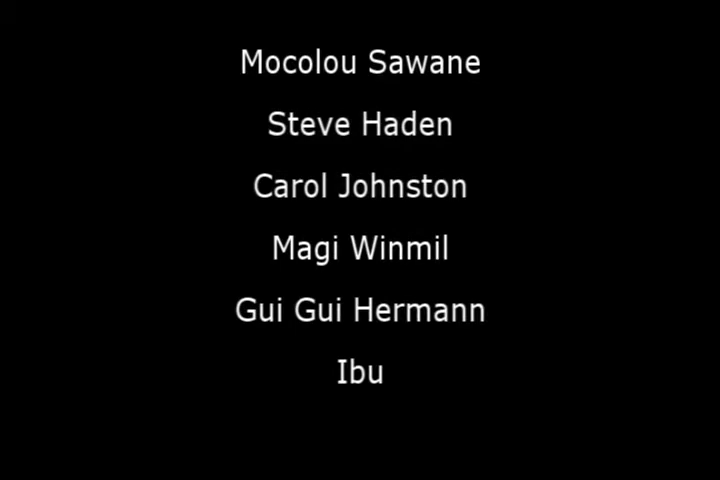 Mocolou Sawane
Steve Haden
Carol Johnston
Magi Winmil
Gui Gui Hermann
Ibu